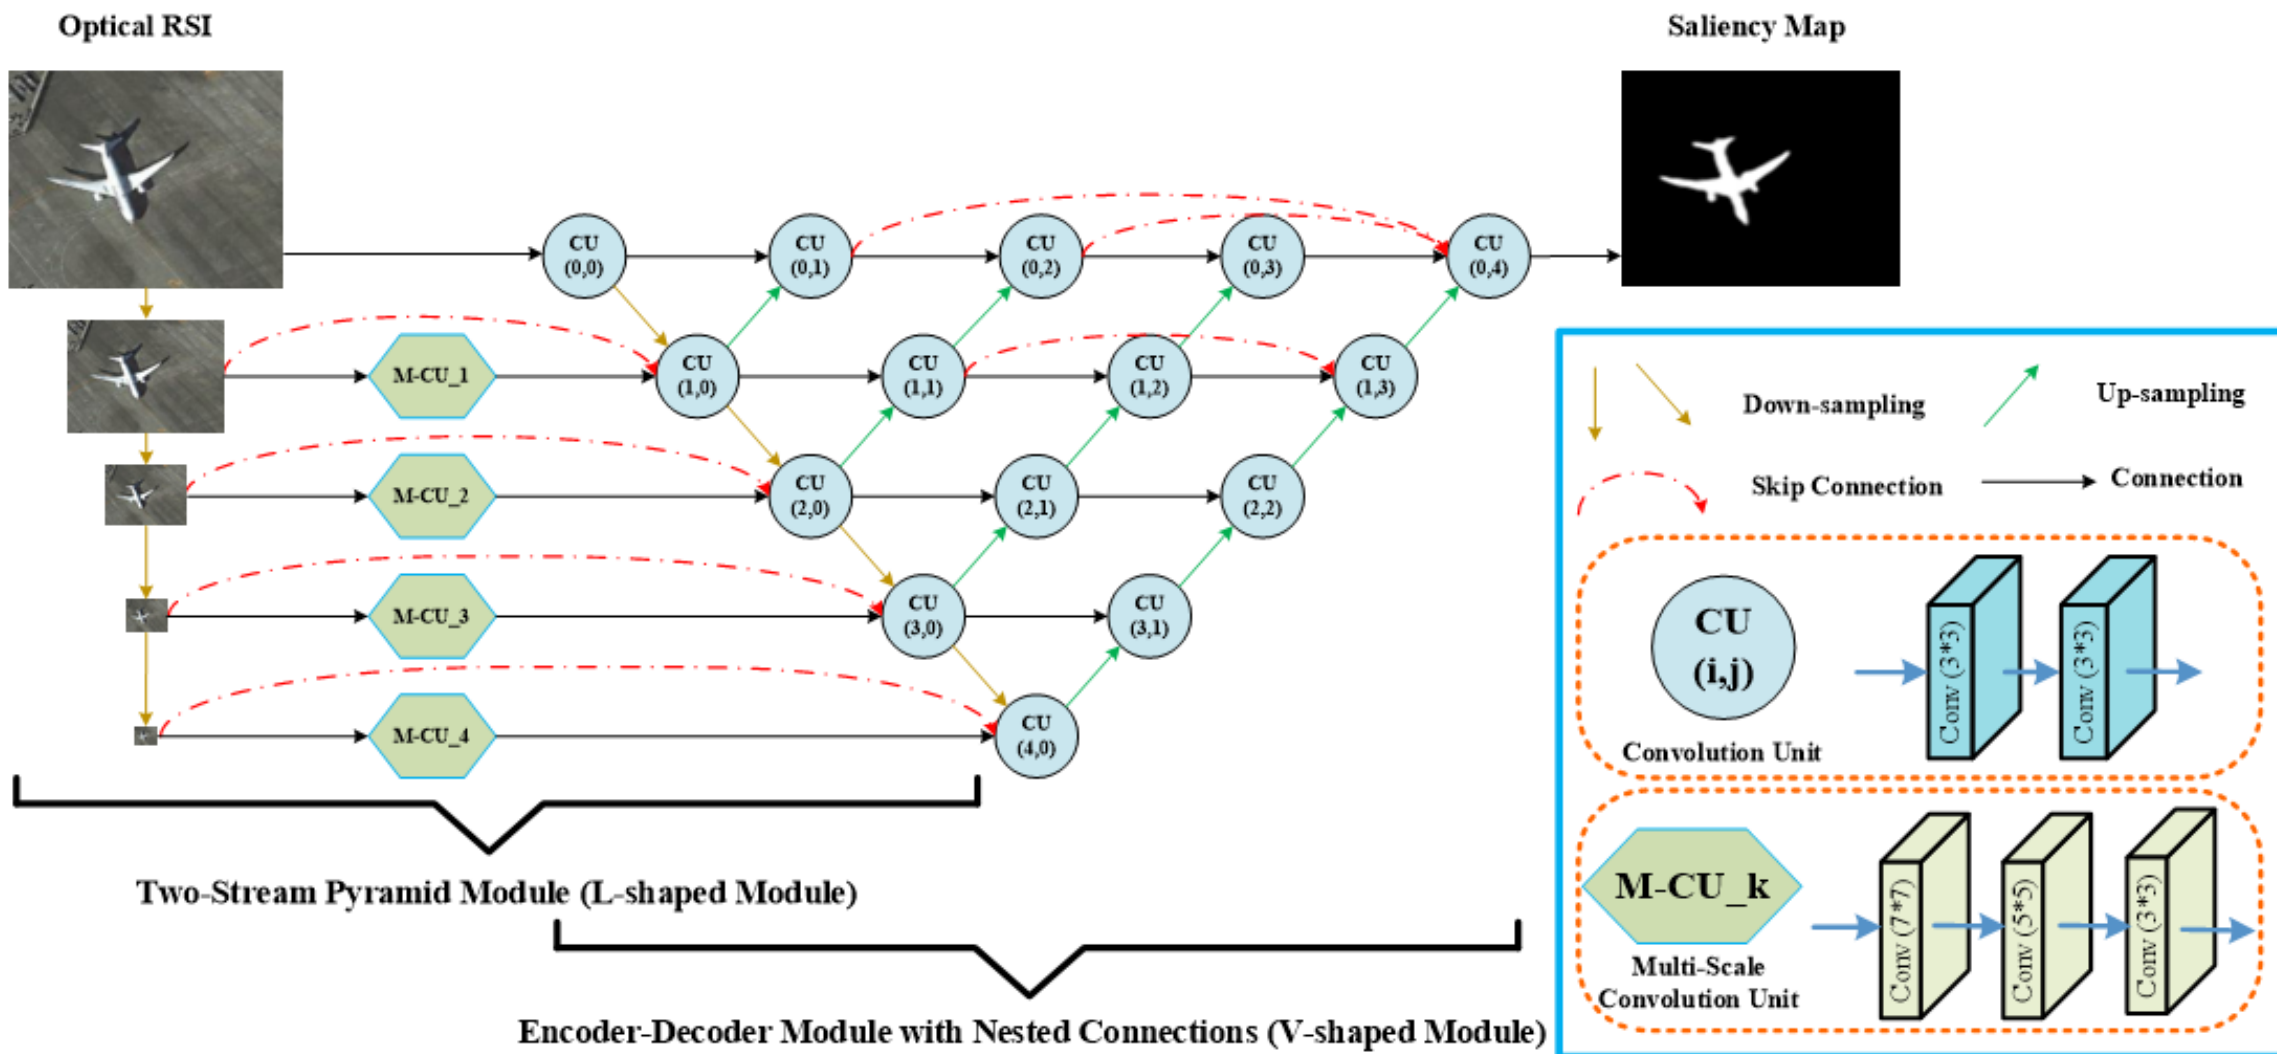 Optical RSI
Saliency Map
CU
(0,0)
CU
(0,1)
CU
(0,2)
CU
(0,3)
CU
(0,4)
M-CU_1
CU
(1,0)
CU
(1,1)
CU
(1,2)
CU
(1,3)
M-CU_2
CU
(2,0)
CU
(2,1)
CU
(2,2)
M-CU_3
CU
(3,0)
CU
(3,1)
M-CU_4
CU
(4,0)
Two-Stream Pyramid Module (L-shaped Module)
Encoder-Decoder Module with Nested Connections (V-shaped Module)
Down-sampling
Up-sampling
Skip Connection
Connection
CU
(i,j)
Convolution Unit
Conv (3*3)
Conv (3*3)
M-CU_k
Multi-Scale
Convolution Unit
Conv (7*7)
Conv (5*5)
Conv (3*3)